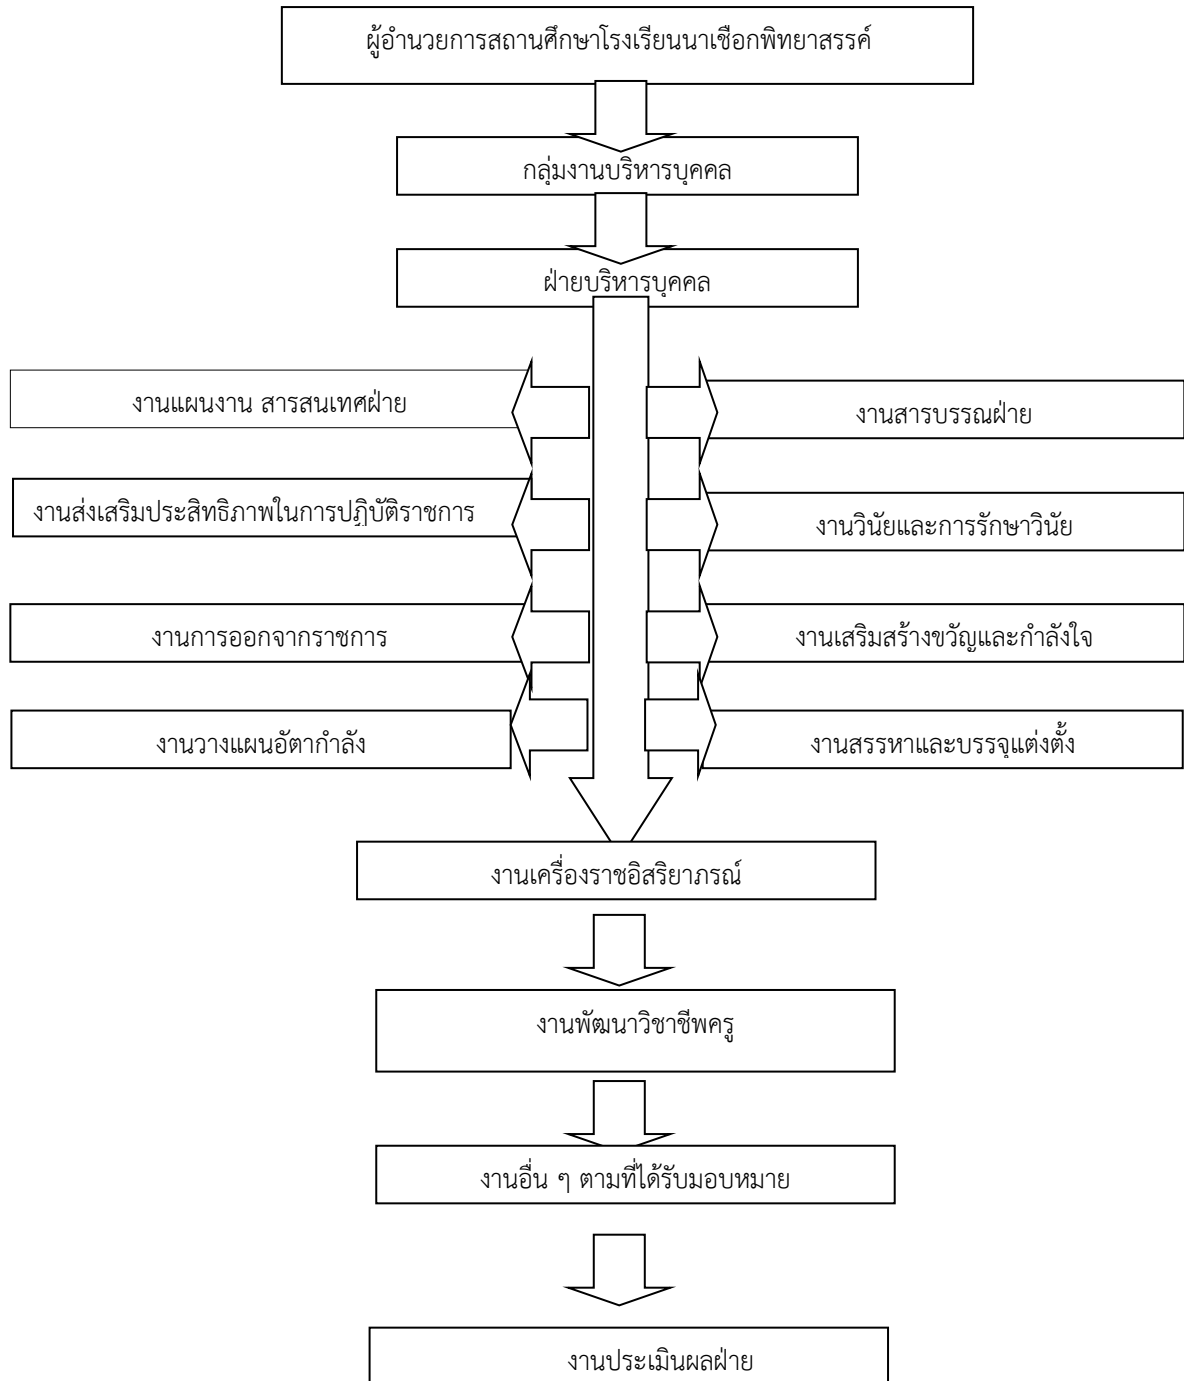 ผู้อำนวยการสถานศึกษาโรงเรียนนาเชือกพิทยาสรรค์
กลุ่มงานบริหารบุคคล
ฝ่ายบริหารบุคคล
งานแผนงาน สารสนเทศฝ่าย
งานสารบรรณฝ่าย
งานส่งเสริมประสิทธิภาพในการปฏิบัติราชการ
งานวินัยและการรักษาวินัย
งานการออกจากราชการ
งานเสริมสร้างขวัญและกำลังใจ
งานวางแผนอัตากำลัง
งานสรรหาและบรรจุแต่งตั้ง
งานเครื่องราชอิสริยาภรณ์
งานพัฒนาวิชาชีพครู
งานอื่น ๆ ตามที่ได้รับมอบหมาย
งานประเมินผลฝ่าย